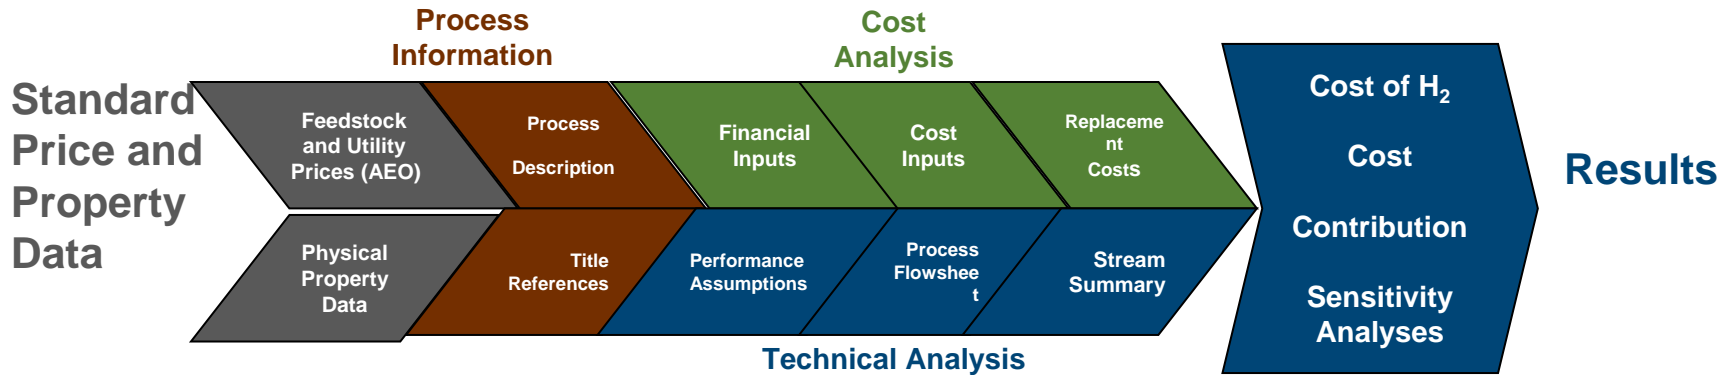 Process
Information
Cost
Analysis
Standard
Price and
Property
Data
Feedstock
and Utility
Prices (AEO)
Process
Description
Financial
Inputs
Cost
Inputs
Replaceme
nt
Costs
Physical
Property
Data
Title
References
Performance
Assumptions
Process
Flowshee
t
Stream
Summary
Technical Analysis
Cost of H₂
Cost
Contribution
Sensitivity
Analyses
Results